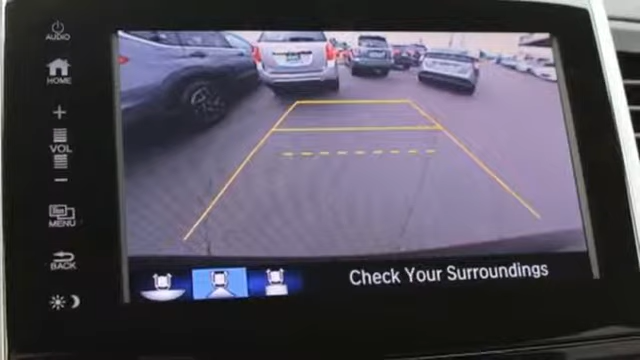 AUDIO
HOME
+
VOL
-
MENU
BACK
Check Your Surroundings